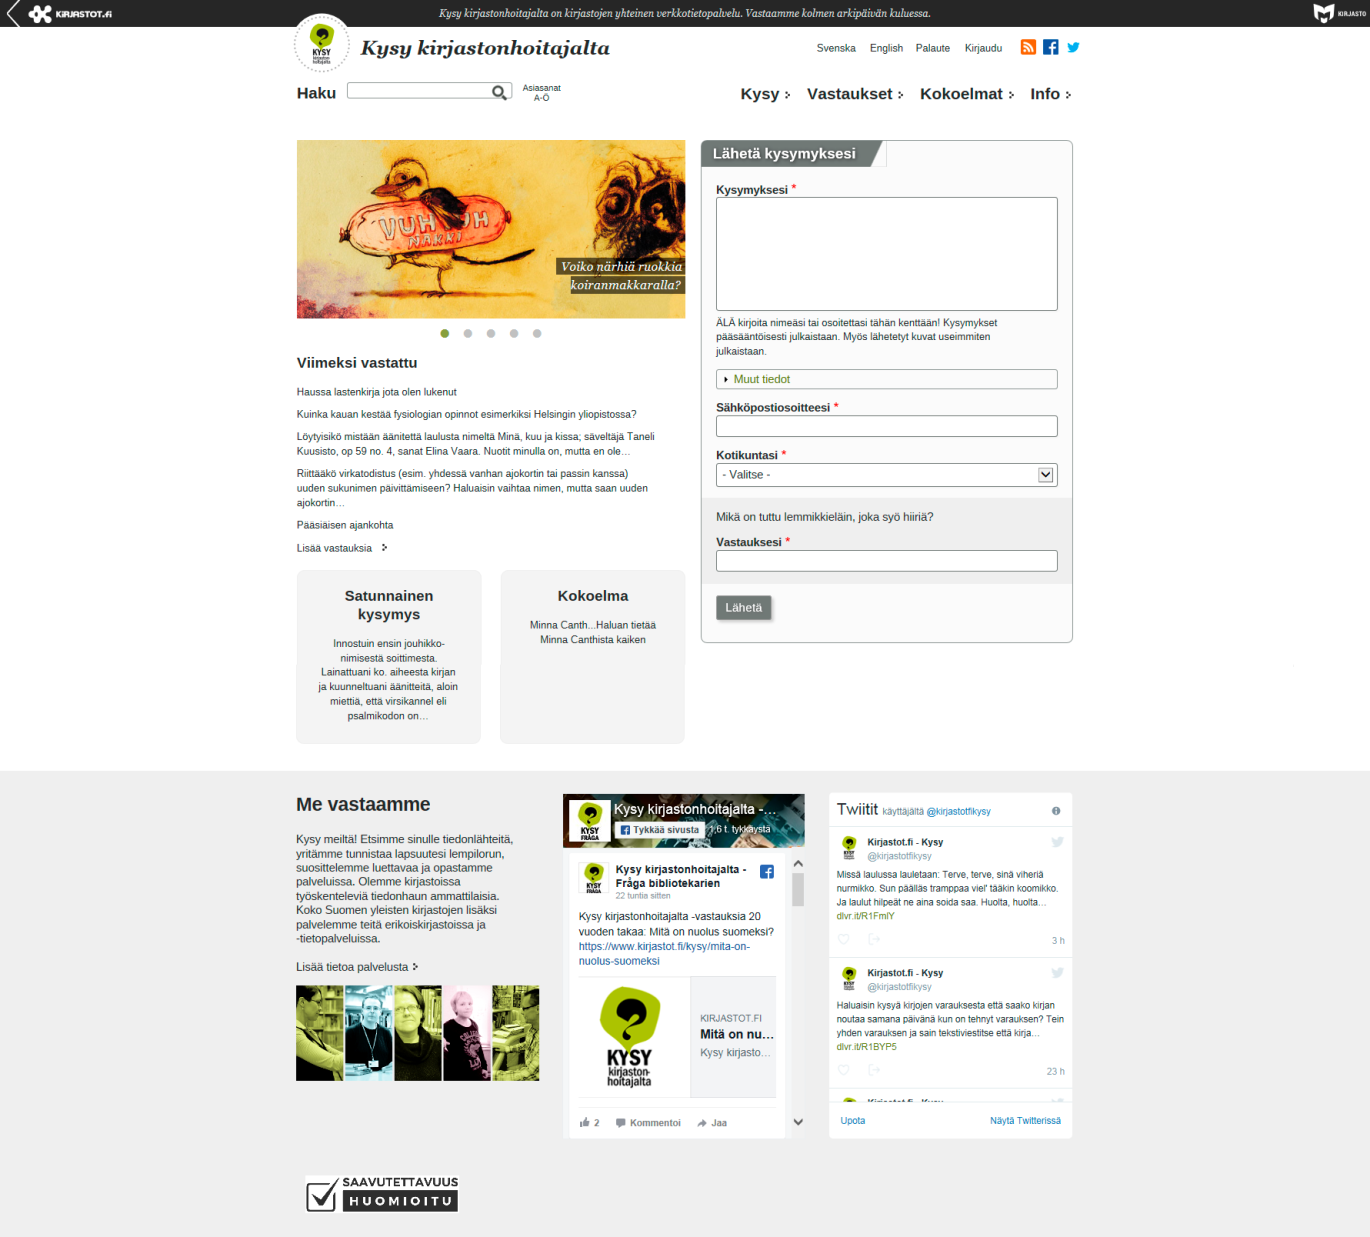 KIRJASTOT.fi
Kysy kirjastonhoitajalta on kirjastojen yhteinen verkkotietopalvelu. Vastaamme kolmen arkipäivän kuluessa.
KIRJASTO
KYSY
kirjaston-
hoitajalta
Kysy kirjastonhoitajalta
Svenska English Palaute Kirjaudu
Haku
Asiasanat
A-Ö
Kysy Vastaukset Kokoelmat Info
VUH UH
NAKKI
Voiko närhiä ruokkia
koiranmakkaralla?
Viimeksi vastattu
Haussa lastenkirja jota olen lukenut
Kuinka kauan kestää fysiologian opinnot esimerkiksi Helsingin yliopistossa?
Löytyisikö mistään äänitettä laulusta nimeltä Minä, kuu ja kissa; säveltäjä Taneli
Kuusisto, op 59 no. 4, sanat Elina Vaara. Nuotit minulla on, mutta en ole…
Riittääkö virkatodistus (esim. yhdessä vanhan ajokortin tai passin kanssa)
uuden sukunimen päivittämiseen? Haluaisin vaihtaa nimen, mutta saan uuden
ajokortin…
Pääsiäisen ajankohta
Lisää vastauksia
Satunnainen
kysymys
Innostuin ensin jouhikko-
nimisestä soittimesta.
Lainattuani ko. aiheesta kirjan
ja kuunneltuani äänitteitä, aloin
miettiä, että virsikannel eli
psalmikodon on…
Kokoelma
Minna Canth...Haluan tietää
Minna Canthista kaiken
Lähetä kysymyksesi
Kysymyksesi *
ÄLÄ kirjoita nimeäsi tai osoitettasi tähän kenttään! Kysymykset
pääsääntöisesti julkaistaan. Myös lähetetyt kuvat useimmiten
julkaistaan.
Muut tiedot
Sähköpostiosoitteesi *
Kotikuntasi *
- Valitse -
Mikä on tuttu lemmikkieläin, joka syö hiiriä?
Vastauksesi *
Lähetä
Me vastaamme
Kysy meiltä! Etsimme sinulle tiedonlähteitä,
yritämme tunnistaa lapsuutesi lempilorun,
suosittelemme luettavaa ja opastamme
palveluissa. Olemme kirjastoissa
työskenteleviä tiedonhaun ammattilaisia.
Koko Suomen yleisten kirjastojen lisäksi
palvelemme teitä erikoiskirjastoissa ja
-tietopalveluissa.
Lisää tietoa palvelusta
KYSY
FRÅGA
Kysy kirjastonhoitajalta -…
Tykkää sivusta
1,6 t. tykkäystä
KYSY
FRÅGA
Kysy kirjastonhoitajalta -
Fråga bibliotekarien
22 tuntia sitten
Kysy kirjastonhoitajalta -vastauksia 20
vuoden takaa: Mitä on nuolus suomeksi?
https://www.kirjastot.fi/kysy/mita-on-
nuolus-suomeksi
KYSY
kirjaston-
hoitajalta
KIRJASTOT.FI
Mitä on nu...
Kysy kirjasto...
2 Kommentoi Jaa
Twiitit käyttäjältä @kirjastotfikysy
Kirjastot.fi - Kysy
@kirjastotfikysy
Missä laulussa lauletaan: Terve, terve, sinä viheriä
nurmikko. Sun päälläs tramppaa viel' tääkin koomikko.
Ja laulut hilpeät ne aina soida saa. Huolta, huolta…
dlvr.it/R1FmlY
3 h
Kirjastot.fi - Kysy
@kirjastotfikysy
Haluaisin kysyä kirjojen varauksesta että saako kirjan
noutaa samana päivänä kun on tehnyt varauksen? Tein
yhden varauksen ja sain tekstiviestitse että kirja…
dlvr.it/R1BYP5
23 h
Kirjastot.fi - Kysy
Upota Näytä Twitterissä
SAAVUTETTAVUUS
HUOMIOITU